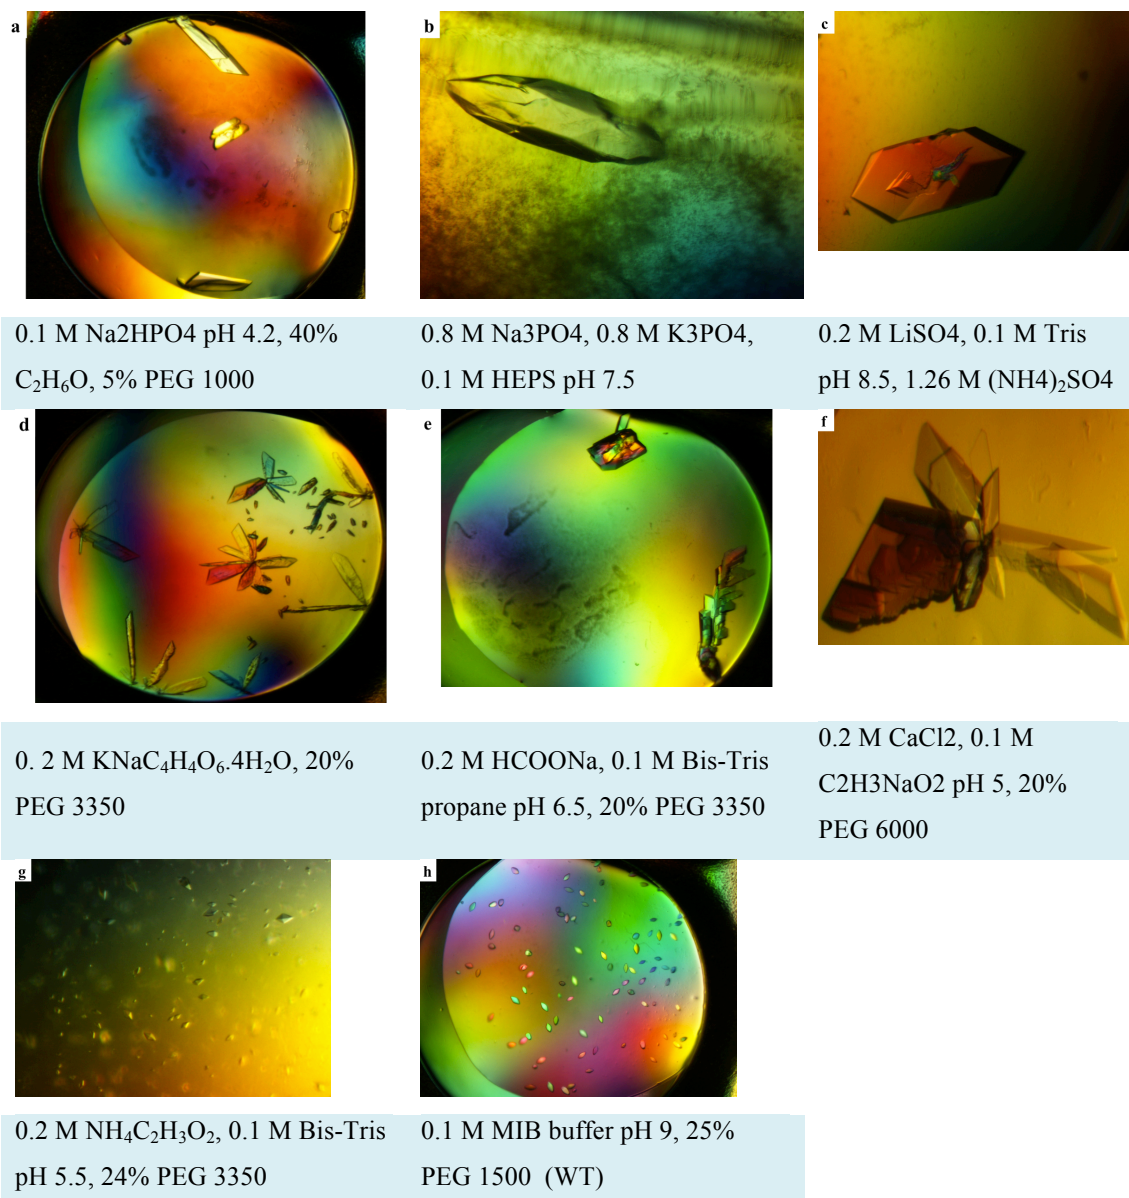 a
b
c
0.1 M Na2HPO4 pH 4.2, 40%
C₂H₆O, 5% PEG 1000
0.8 M Na3PO4, 0.8 M K3PO4,
0.1 M HEPS pH 7.5
0.2 M LiSO4, 0.1 M Tris
pH 8.5, 1.26 M (NH4)₂SO4
d
e
f
0. 2 M KNaC₄H₄O₆.4H₂O, 20%
PEG 3350
0.2 M HCOONa, 0.1 M Bis-Tris
propane pH 6.5, 20% PEG 3350
0.2 M CaCl2, 0.1 M
C2H3NaO2 pH 5, 20%
PEG 6000
g
h
0.2 M NH₄C₂H₃O₂, 0.1 M Bis-Tris
pH 5.5, 24% PEG 3350
0.1 M MIB buffer pH 9, 25%
PEG 1500 (WT)